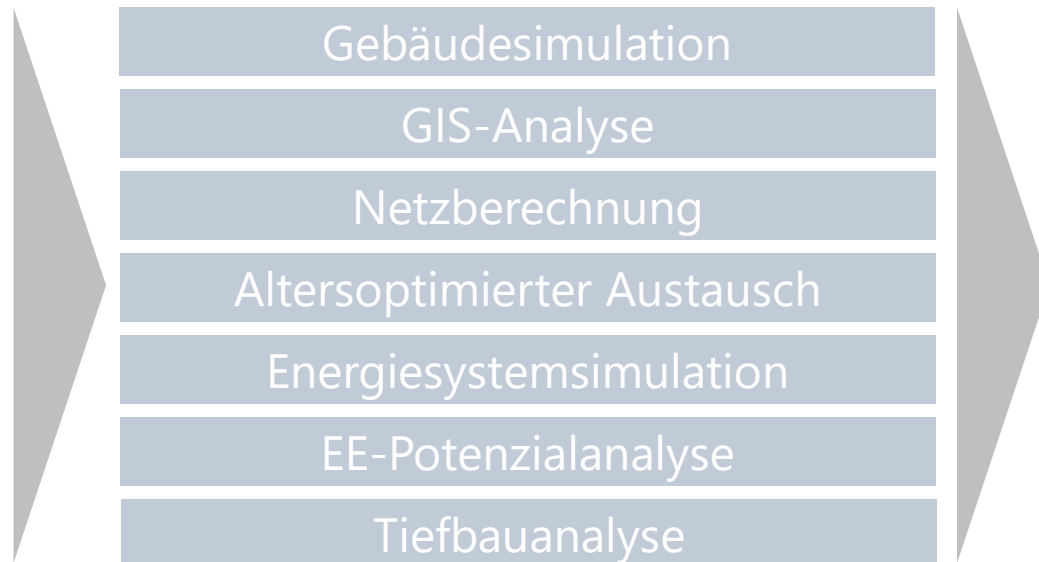 Gebäudesimulation
GIS-Analyse
Netzberechnung
Altersoptimierter Austausch
Energiesystemsimulation
EE-Potenzialanalyse
Tiefbauanalyse